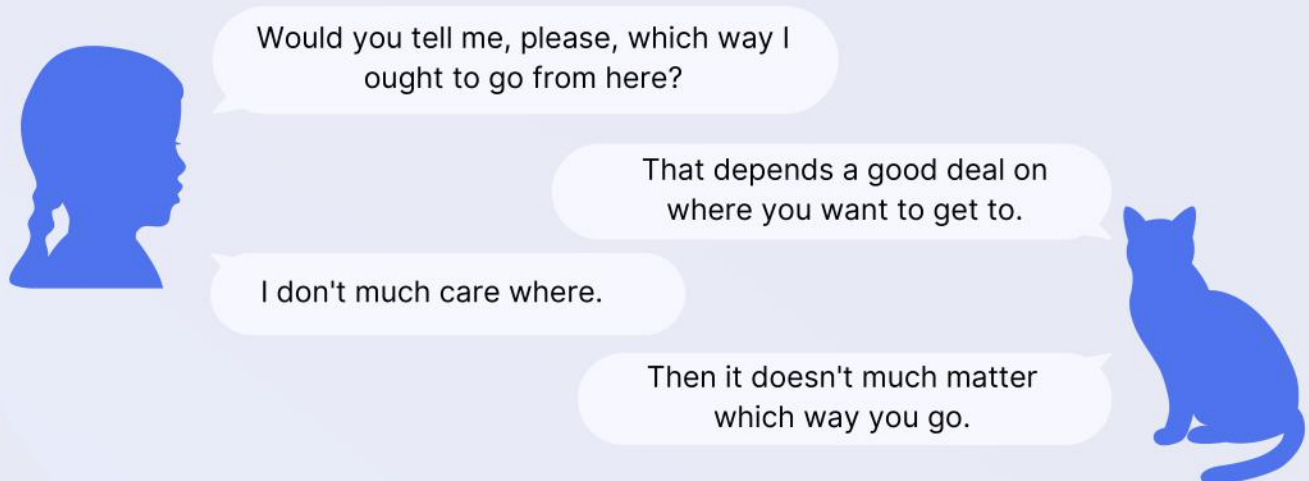 Would you tell me, please, which way I
ought to go from here?
That depends a good deal on
where you want to get to.
I don't much care where.
Then it doesn't much matter
which way you go.